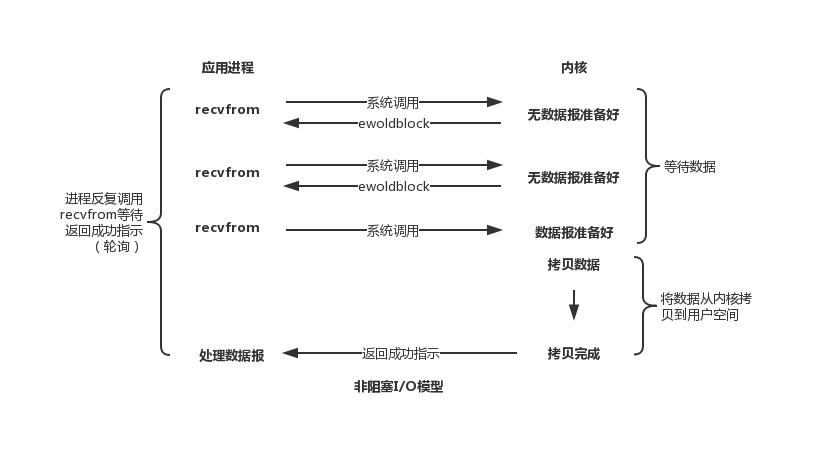 应用进程
内核
recvfrom
系统调用
无数据报准备好
ewoldblock
recvfrom
系统调用
无数据报准备好
ewoldblock
等待数据
进程反复调用
recvfrom等待
返回成功指示
（轮询）
recvfrom
系统调用
数据报准备好
拷贝数据
将数据从内核拷
贝到用户空间
处理数据报
返回成功指示
拷贝完成
非阻塞I/O模型